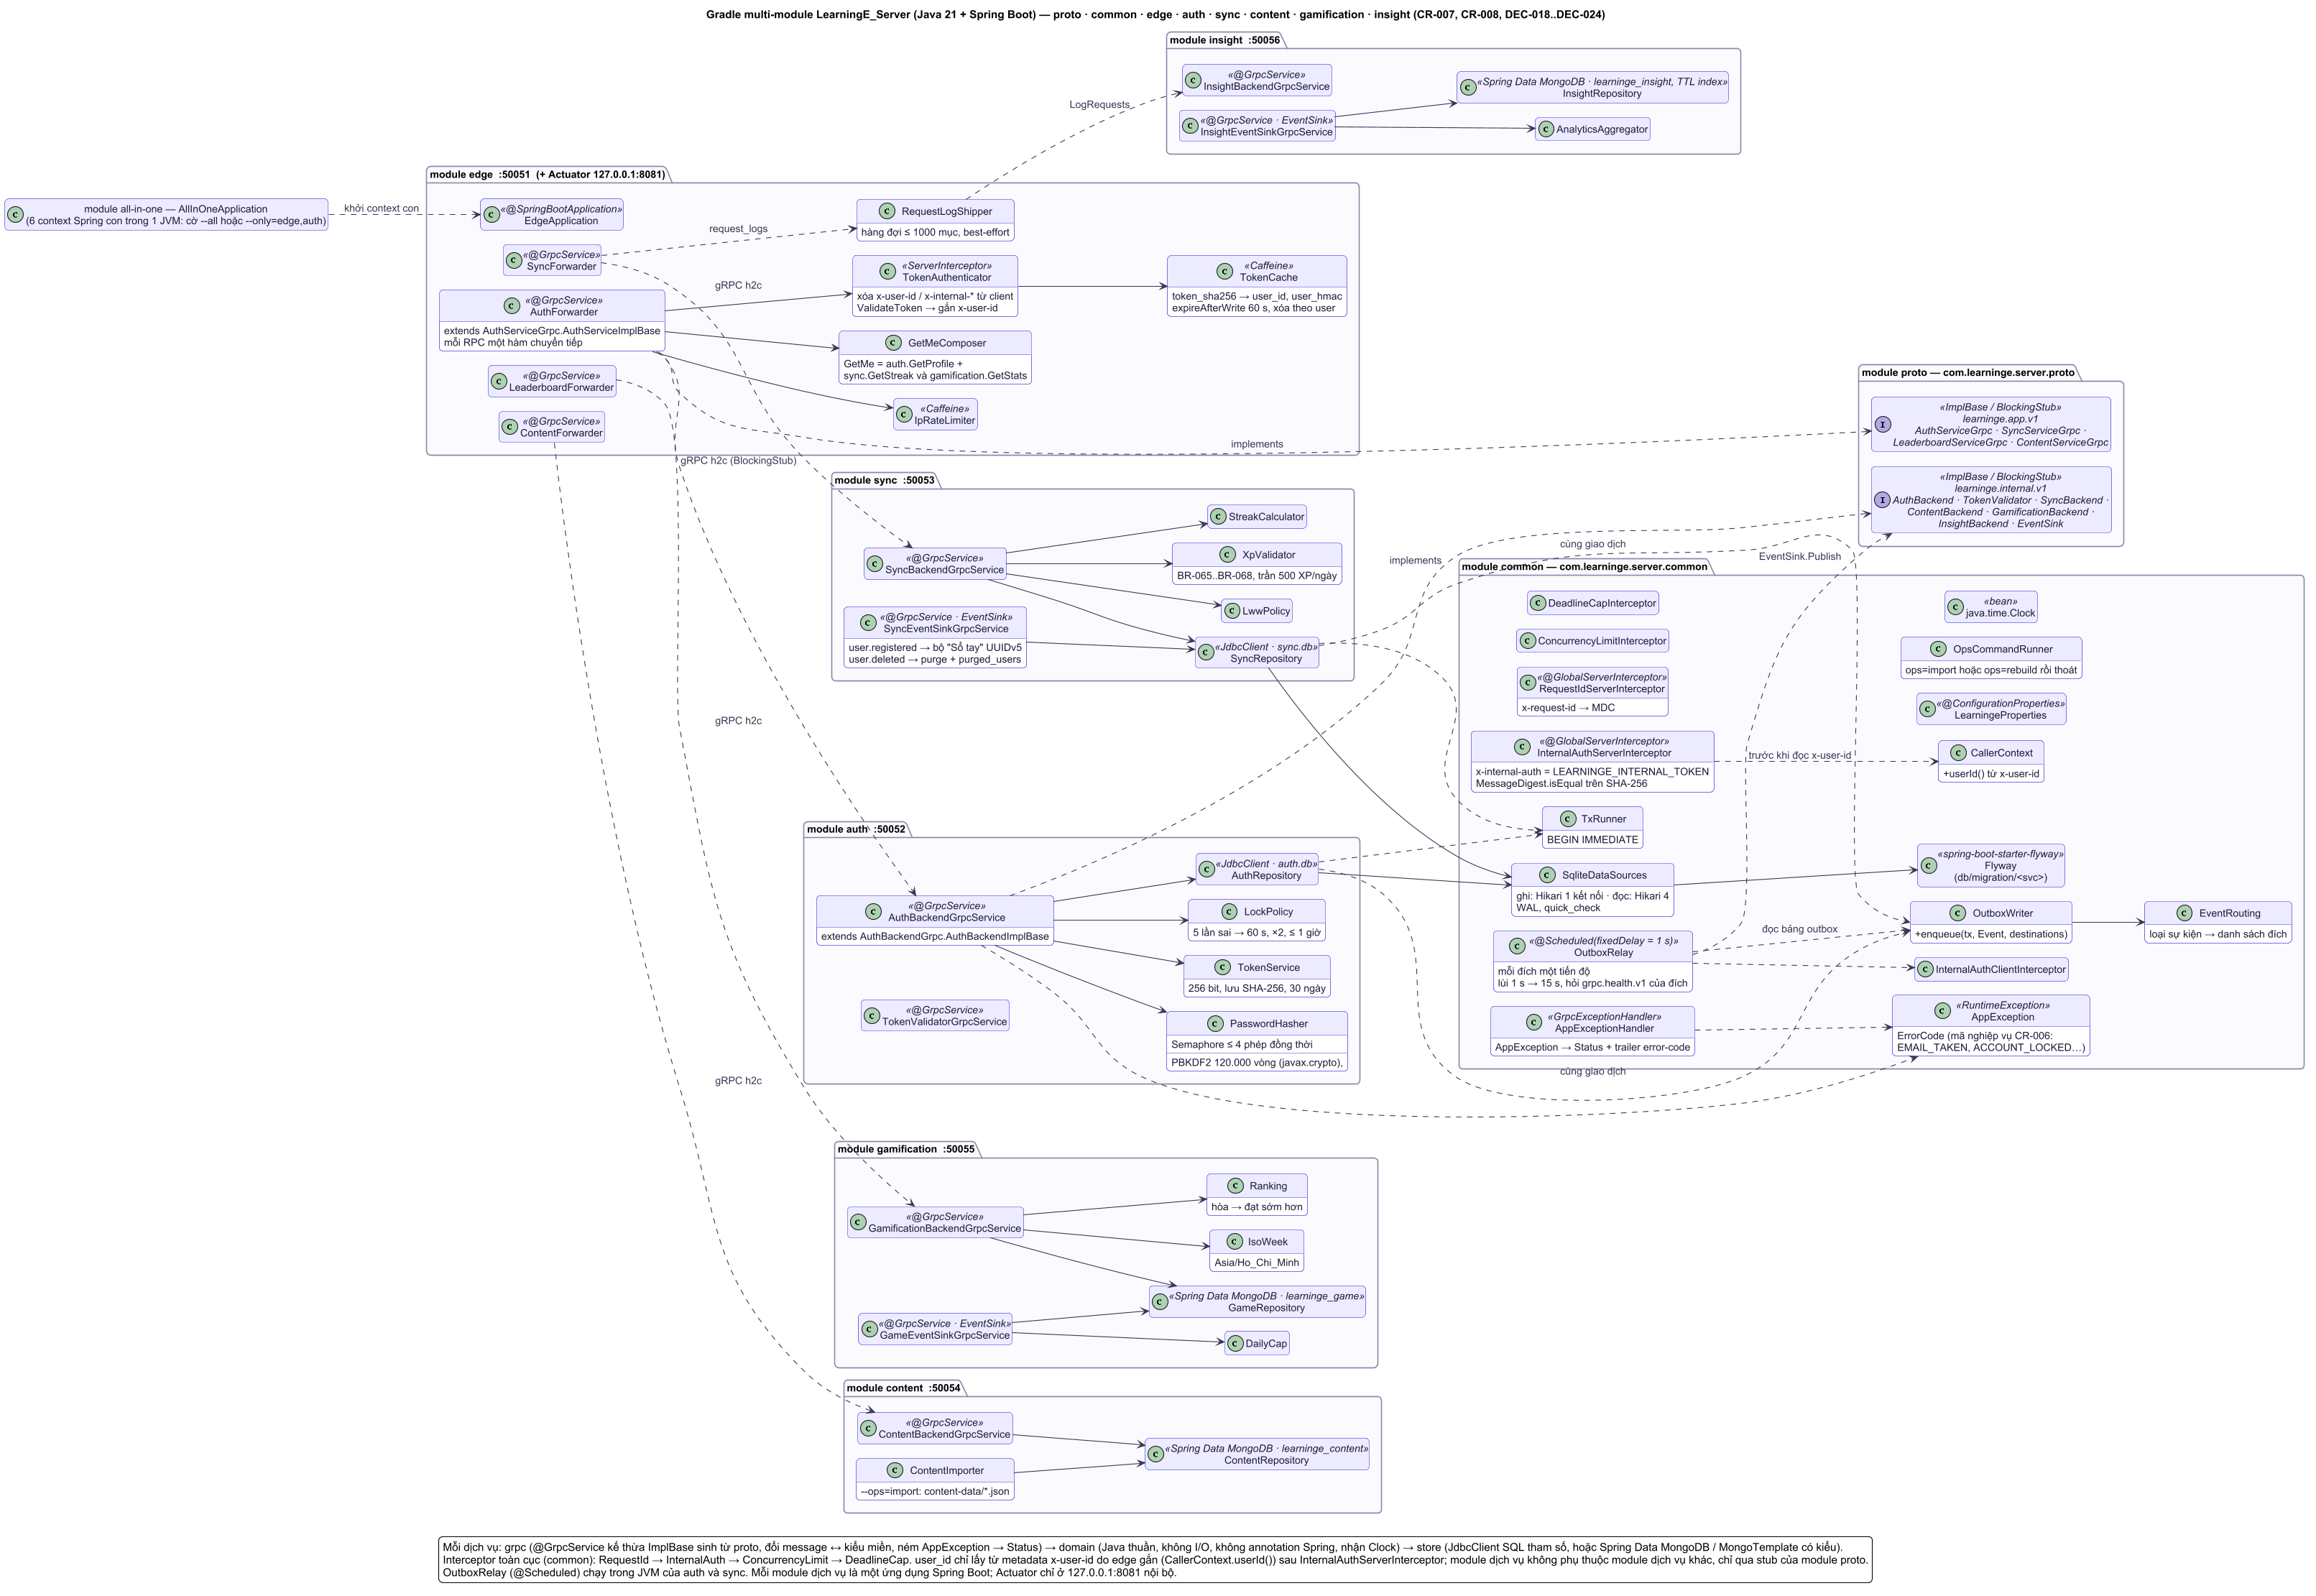 Gradle multi-module LearningE_Server (Java 21 + Spring Boot) — proto · common · edge · auth · sync · content · gamification · insight (CR-007, CR-008, DEC-018..DEC-024)
module insight :50056
«@GrpcService»
InsightBackendGrpcService
«@GrpcService · EventSink»
InsightEventSinkGrpcService
«Spring Data MongoDB · learninge_insight, TTL index»
InsightRepository
AnalyticsAggregator
LogRequests
module all-in-one — AllInOneApplication
(6 context Spring con trong 1 JVM: cờ --all hoặc --only=edge,auth)
khởi context con
module edge :50051 (+ Actuator 127.0.0.1:8081)
«@SpringBootApplication»
EdgeApplication
«@GrpcService»
SyncForwarder
«@GrpcService»
AuthForwarder
extends AuthServiceGrpc.AuthServiceImplBase
mỗi RPC một hàm chuyển tiếp
«@GrpcService»
LeaderboardForwarder
«@GrpcService»
ContentForwarder
request_logs
gRPC h2c
RequestLogShipper
hàng đợi ≤ 1000 mục, best-effort
«ServerInterceptor»
TokenAuthenticator
xóa x-user-id / x-internal-* từ client
ValidateToken → gắn x-user-id
GetMeComposer
GetMe = auth.GetProfile +
sync.GetStreak và gamification.GetStats
«Caffeine»
IpRateLimiter
«Caffeine»
TokenCache
token_sha256 → user_id, user_hmac
expireAfterWrite 60 s, xóa theo user
implements
gRPC h2c (BlockingStub)
module proto — com.learninge.server.proto
«ImplBase / BlockingStub»
learninge.app.v1
AuthServiceGrpc · SyncServiceGrpc ·
LeaderboardServiceGrpc · ContentServiceGrpc
«ImplBase / BlockingStub»
learninge.internal.v1
AuthBackend · TokenValidator · SyncBackend ·
ContentBackend · GamificationBackend ·
InsightBackend · EventSink
module sync :50053
«@GrpcService»
SyncBackendGrpcService
«@GrpcService · EventSink»
SyncEventSinkGrpcService
user.registered → bộ "Sổ tay" UUIDv5
user.deleted → purge + purged_users
StreakCalculator
XpValidator
BR-065..BR-068, trần 500 XP/ngày
LwwPolicy
«JdbcClient · sync.db»
SyncRepository
implements
cùng giao dịch
EventSink.Publish
module common — com.learninge.server.common
DeadlineCapInterceptor
ConcurrencyLimitInterceptor
«@GlobalServerInterceptor»
RequestIdServerInterceptor
x-request-id → MDC
«@GlobalServerInterceptor»
InternalAuthServerInterceptor
x-internal-auth = LEARNINGE_INTERNAL_TOKEN
MessageDigest.isEqual trên SHA-256
TxRunner
BEGIN IMMEDIATE
SqliteDataSources
ghi: Hikari 1 kết nối · đọc: Hikari 4
WAL, quick_check
«@Scheduled(fixedDelay = 1 s)»
OutboxRelay
mỗi đích một tiến độ
lùi 1 s → 15 s, hỏi grpc.health.v1 của đích
«GrpcExceptionHandler»
AppExceptionHandler
AppException → Status + trailer error-code
«bean»
java.time.Clock
OpsCommandRunner
ops=import hoặc ops=rebuild rồi thoát
«@ConfigurationProperties»
LearningeProperties
trước khi đọc x-user-id
CallerContext
+userId() từ x-user-id
«spring-boot-starter-flyway»
Flyway
(db/migration/<svc>)
đọc bảng outbox
OutboxWriter
+enqueue(tx, Event, destinations)
EventRouting
loại sự kiện → danh sách đích
InternalAuthClientInterceptor
«RuntimeException»
AppException
ErrorCode (mã nghiệp vụ CR-006:
EMAIL_TAKEN, ACCOUNT_LOCKED…)
cùng giao dịch
gRPC h2c
module auth :50052
«@GrpcService»
AuthBackendGrpcService
extends AuthBackendGrpc.AuthBackendImplBase
«@GrpcService»
TokenValidatorGrpcService
«JdbcClient · auth.db»
AuthRepository
LockPolicy
5 lần sai → 60 s, ×2, ≤ 1 giờ
TokenService
256 bit, lưu SHA-256, 30 ngày
PasswordHasher
Semaphore ≤ 4 phép đồng thời
PBKDF2 120.000 vòng (javax.crypto),
gRPC h2c
module gamification :50055
«@GrpcService»
GamificationBackendGrpcService
«@GrpcService · EventSink»
GameEventSinkGrpcService
Ranking
hòa → đạt sớm hơn
IsoWeek
Asia/Ho_Chi_Minh
«Spring Data MongoDB · learninge_game»
GameRepository
DailyCap
module content :50054
«@GrpcService»
ContentBackendGrpcService
ContentImporter
--ops=import: content-data/*.json
«Spring Data MongoDB · learninge_content»
ContentRepository
Mỗi dịch vụ: grpc (@GrpcService kế thừa ImplBase sinh từ proto, đổi message ↔ kiểu miền, ném AppException → Status) → domain (Java thuần, không I/O, không annotation Spring, nhận Clock) → store (JdbcClient SQL tham số, hoặc Spring Data MongoDB / MongoTemplate có kiểu).
Interceptor toàn cục (common): RequestId → InternalAuth → ConcurrencyLimit → DeadlineCap. user_id chỉ lấy từ metadata x-user-id do edge gắn (CallerContext.userId()) sau InternalAuthServerInterceptor; module dịch vụ không phụ thuộc module dịch vụ khác, chỉ qua stub của module proto.
OutboxRelay (@Scheduled) chạy trong JVM của auth và sync. Mỗi module dịch vụ là một ứng dụng Spring Boot; Actuator chỉ ở 127.0.0.1:8081 nội bộ.